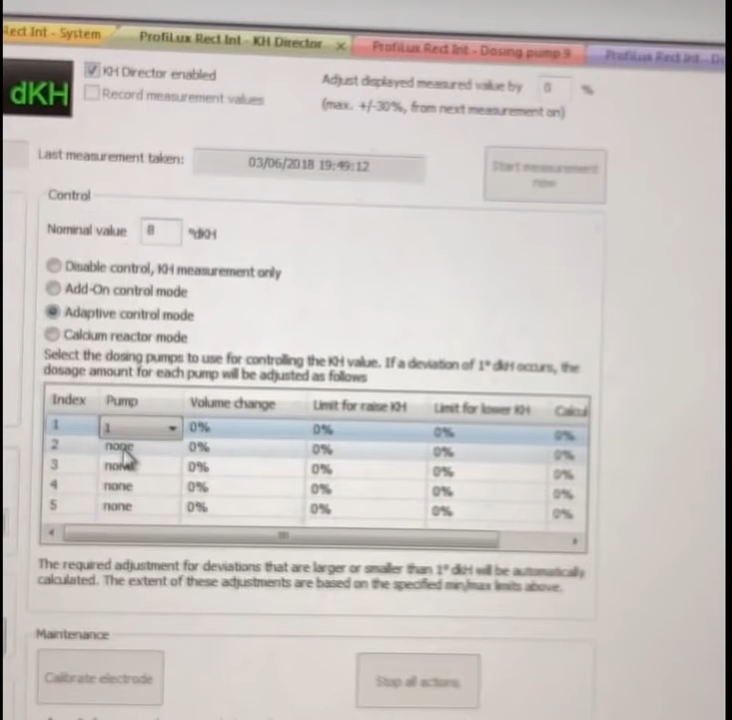 Rect Int - System
ProfiLux Rect Int - KH Director
ProfiLux Rect Int - Dosing pump 9
ProfiLux Rect Int - D
dKH
KH Director enabled
Record measurement values
Adjust displayed measured value by 0 %
(max. +/-30%, from next measurement on)
Last measurement taken: 03/06/2018 19:49:12
Start measurement
now
Control
Nominal value 8 °dKH
Disable control, KH measurement only
Add-On control mode
Adaptive control mode
Calcium reactor mode
Select the dosing pumps to use for controlling the KH value. If a deviation of 1° dKH occurs, the
dosage amount for each pump will be adjusted as follows
Index Pump Volume change Limit for raise KH Limit for lower KH Calcul
1 1 0% 0% 0% 0%
2 none 0% 0% 0% 0%
3 none 0% 0% 0% 0%
4 none 0% 0% 0% 0%
5 none 0% 0% 0% 0%
The required adjustment for deviations that are larger or smaller than 1° dKH will be automatically
calculated. The extent of these adjustments are based on the specified min/max limits above.
Maintenance
Calibrate electrode
Stop all actions